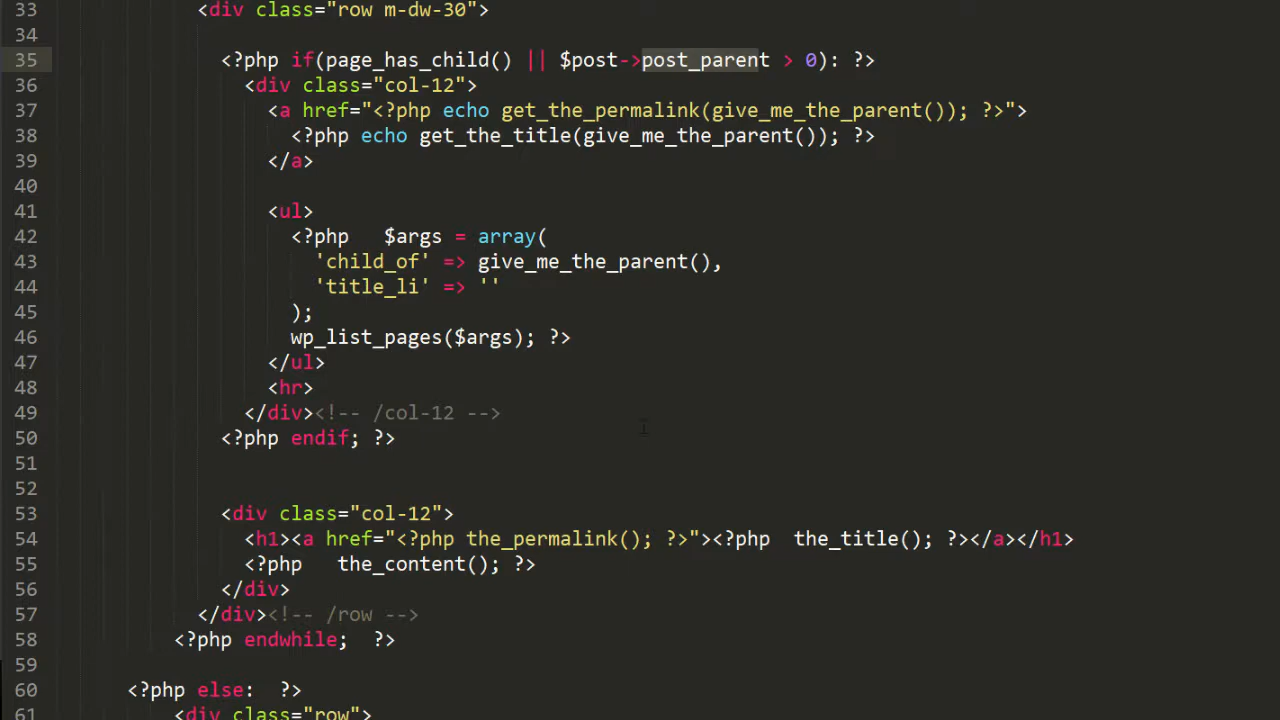 33 <div class="row m-dw-30">
34
35 <?php if(page_has_child() || $post->post_parent > 0): ?>
36 <div class="col-12">
37 <a href="<?php echo get_the_permalink(give_me_the_parent()); ?>">
38 <?php echo get_the_title(give_me_the_parent()); ?>
39 </a>
40
41 <ul>
42 <?php   $args = array(
43 'child_of' => give_me_the_parent(),
44 'title_li' => ''
45 );
46 wp_list_pages($args); ?>
47 </ul>
48 <hr>
49 </div><!-- /col-12 -->
50 <?php endif; ?>
51
52
53 <div class="col-12">
54 <h1><a href="<?php the_permalink(); ?>"><?php  the_title(); ?></a></h1>
55 <?php   the_content(); ?>
56 </div>
57 </div><!-- /row -->
58 <?php endwhile;  ?>
59
60 <?php else:  ?>
61 <div class="row">